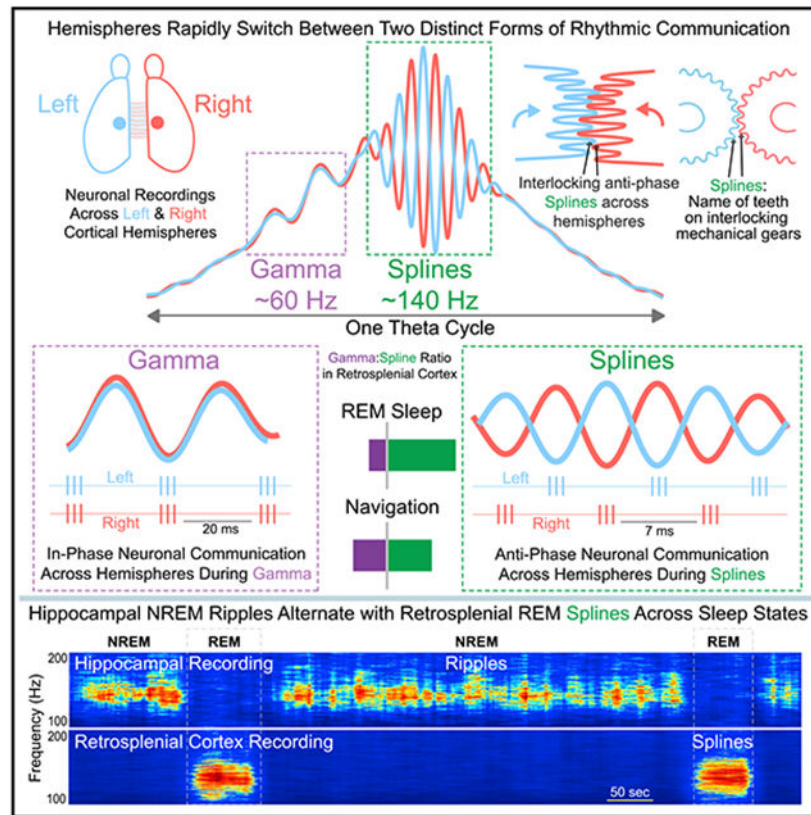 Hemispheres Rapidly Switch Between Two Distinct Forms of Rhythmic Communication
Left
Right
Neuronal Recordings
Across Left & Right
Cortical Hemispheres
Gamma
~60 Hz
Splines
~140 Hz
Interlocking anti-phase
Splines across
hemispheres
Splines:
Name of teeth
on interlocking
mechanical gears
One Theta Cycle
Gamma
Left
Right
20 ms
In-Phase Neuronal Communication
Across Hemispheres During Gamma
Gamma:Spline Ratio
in Retrosplenial Cortex
REM Sleep
Navigation
Splines
Left
Right
7 ms
Anti-Phase Neuronal Communication
Across Hemispheres During Splines
Hippocampal NREM Ripples Alternate with Retrosplenial REM Splines Across Sleep States
NREM
REM
NREM
REM
Frequency (Hz)
200
100
Hippocampal Recording
Ripples
200
100
Retrosplenial Cortex Recording
Splines
50 sec